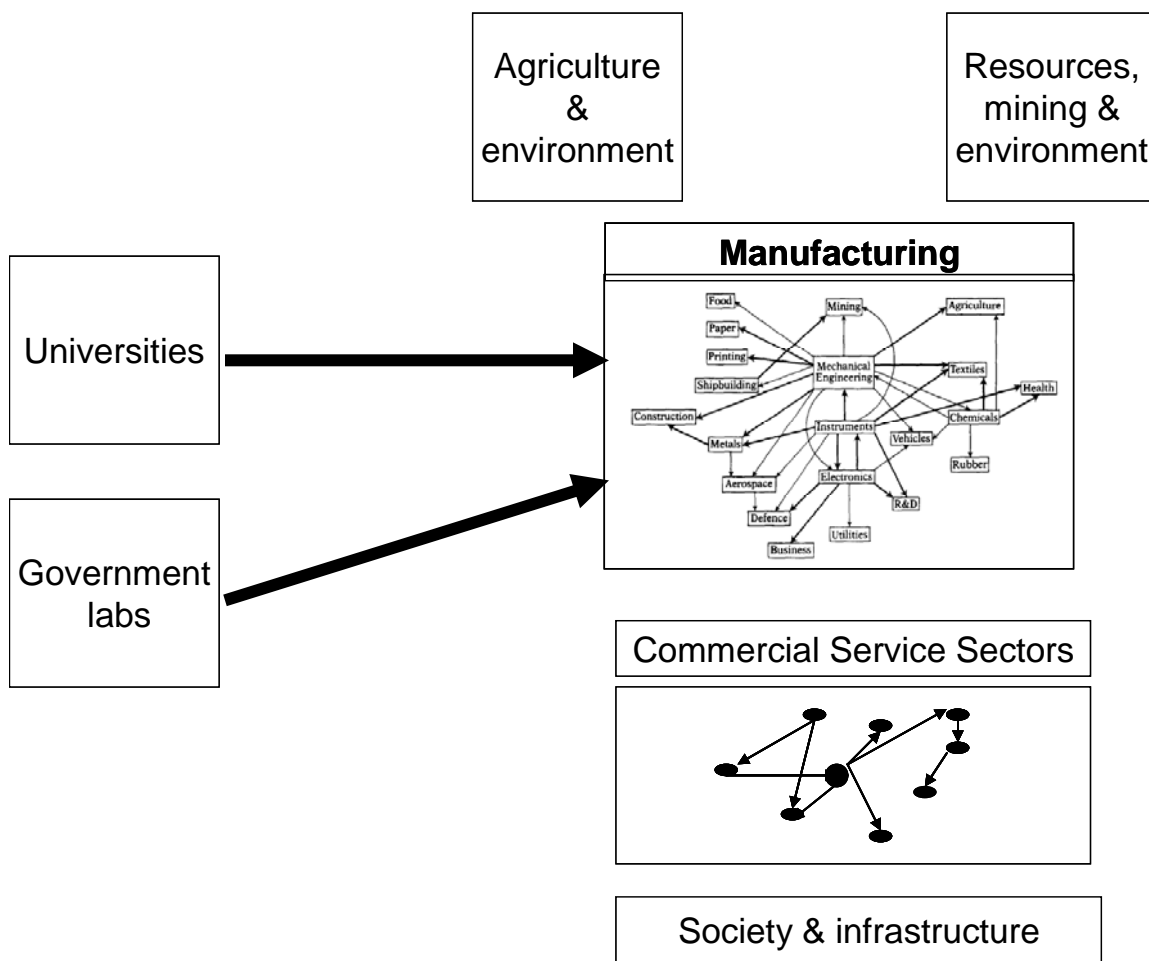 Agriculture
&
environment
Resources,
mining &
environment
Universities
Government
labs
Manufacturing
Food
Mining
Agriculture
Paper
Printing
Mechanical
Engineering
Textiles
Shipbuilding
Health
Construction
Instruments
Chemicals
Metals
Vehicles
Rubber
Aerospace
Electronics
R&D
Defence
Utilities
Business
Commercial Service Sectors
Society & infrastructure